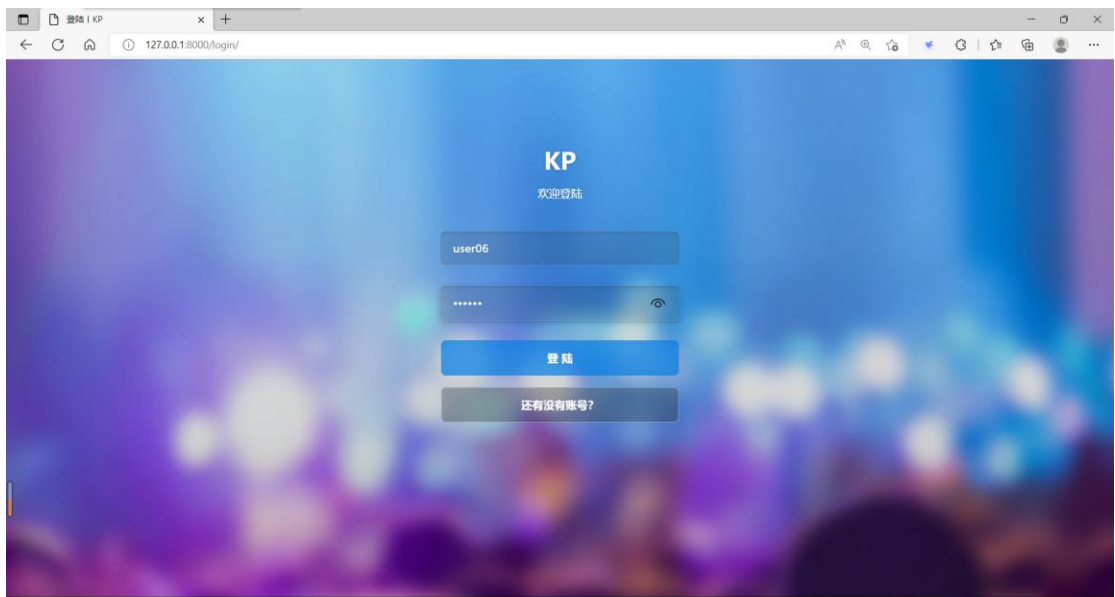 登陆 | KP
127.0.0.1:8000/login/
KP
欢迎登陆
user06
••••••
登 陆
还有没有账号?